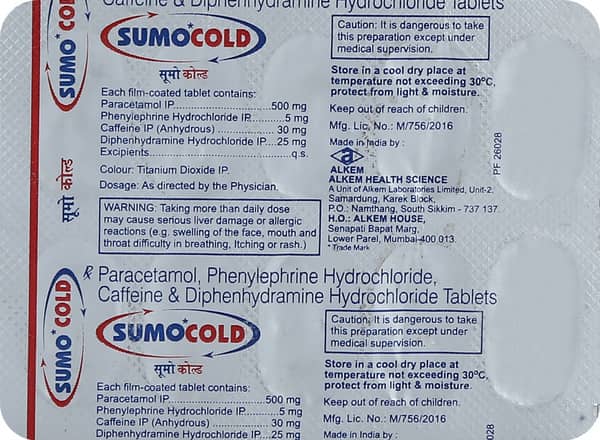 Caffeine & Diphenhydramine Hydrochloride Tablets
SUMO COLD
SUMO COLD
सूमो कोल्ड
सूमो कोल्ड
Each film-coated tablet contains:
Paracetamol IP..............................500 mg
Phenylephrine Hydrochloride IP..........5 mg
Caffeine IP (Anhydrous) ................... 30 mg
Diphenhydramine Hydrochloride IP...25 mg
Excipients.......................................q.s.
Colour: Titanium Dioxide IP.
Dosage: As directed by the Physician.
WARNING: Taking more than daily dose
may cause serious liver damage or allergic
reactions (e.g. swelling of the face, mouth and
throat difficulty in breathing, Itching or rash.)
Caution: It is dangerous to take
this preparation except under
medical supervision.
Store in a cool dry place at
temperature not exceeding 30°C,
protect from light & moisture.
Keep out of reach of children.
Mfg. Lic. No.: M/756/2016
Made in India by :
a
ALKEM
ALKEM HEALTH SCIENCE
A Unit of Alkem Laboratories Limited, Unit-2,
Samardung, Karek Block,
P.O.: Namthang, South Sikkim - 737 137.
H.O.: ALKEM HOUSE,
Senapati Bapat Marg,
Lower Parel, Mumbai-400 013.
* Trade Mark
PF 26028
SUMO COLD
Rx Paracetamol, Phenylephrine Hydrochloride,
Caffeine & Diphenhydramine Hydrochloride Tablets
SUMO COLD
सूमो कोल्ड
Each film-coated tablet contains:
Paracetamol IP..............................500 mg
Phenylephrine Hydrochloride IP..........5 mg
Caffeine IP (Anhydrous) ................... 30 mg
Diphenhydramine Hydrochloride IP...25 mg
Caution: It is dangerous to take
this preparation except under
medical supervision.
Store in a cool dry place at
temperature not exceeding 30°C,
protect from light & moisture.
Keep out of reach of children.
Mfg. Lic. No.: M/756/2016
Made in India by :
028